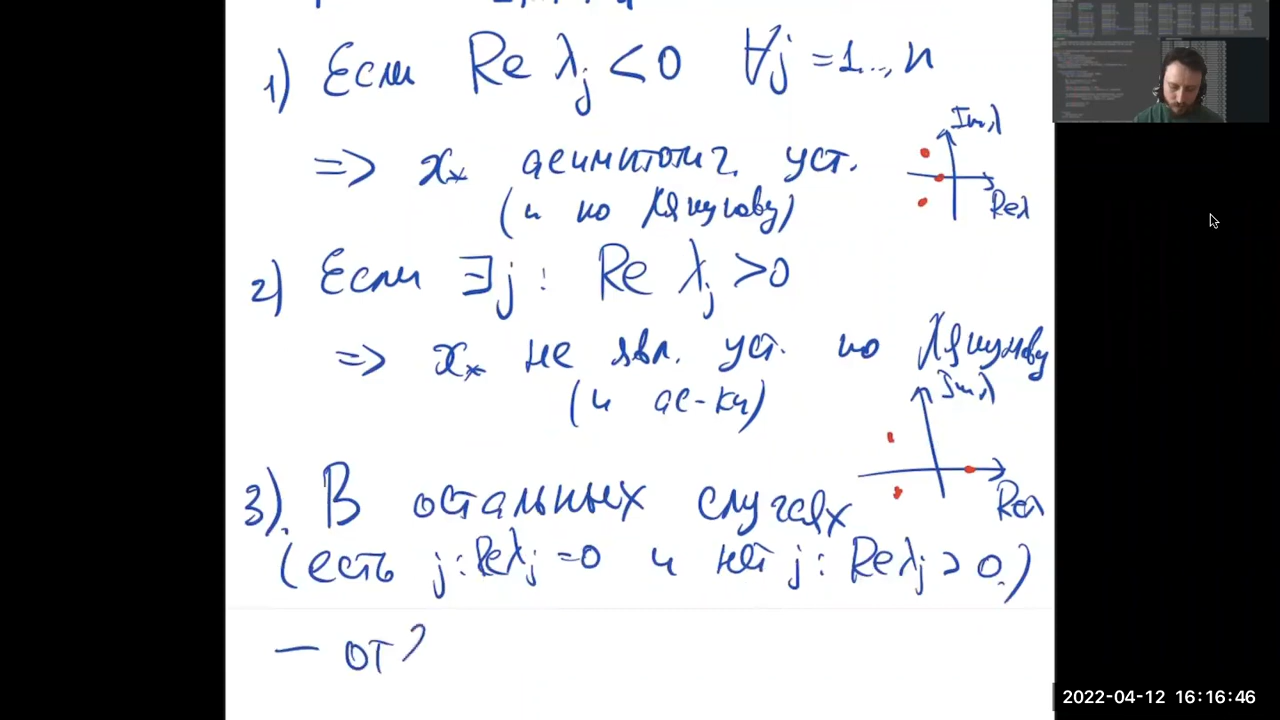 1) Если Re λj < 0 ∀j = 1..., n
=> x* асимптот. уст.
(и по Ляпунову)
Im λ
Re λ
2) Если ∃j : Re λj > 0
=> x* не явл. уст. по Ляпунову
(и ас-ки)
Im λ
Re λ
3). В остальных случаях
(есть j: Re λj = 0 и нет j: Re λj > 0.)
— от
2022-04-12 16:16:46